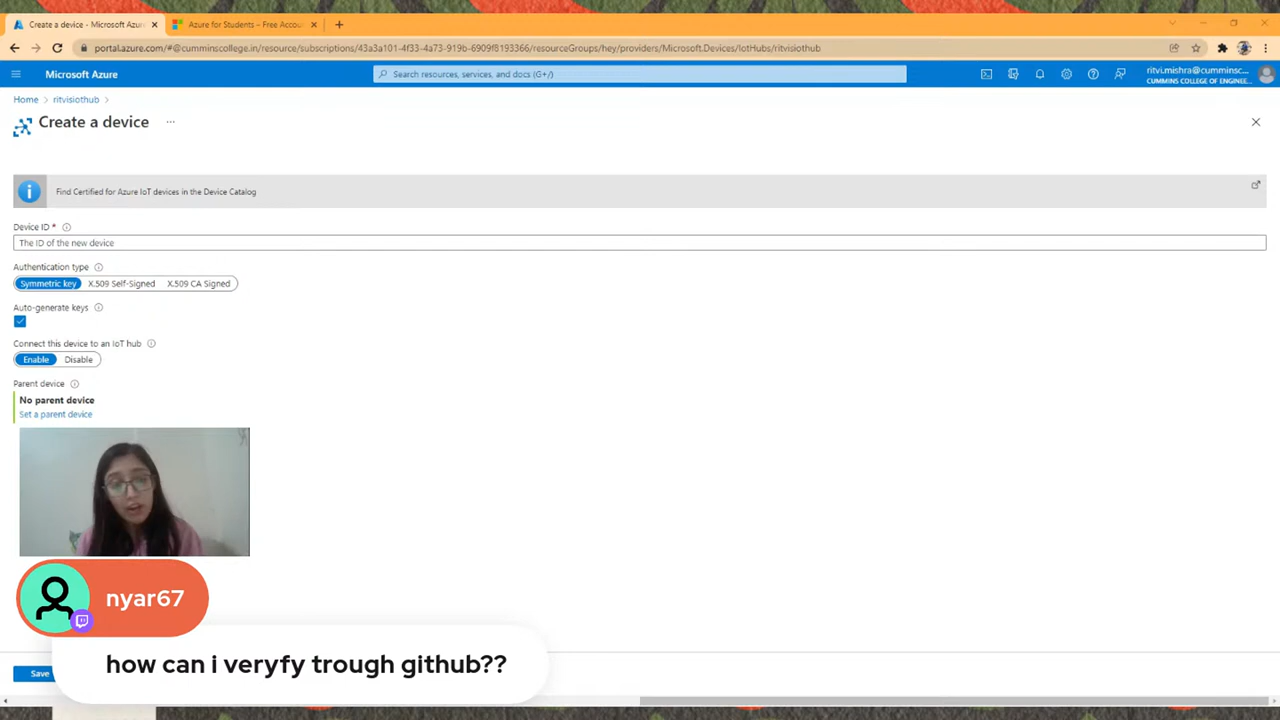 Create a device - Microsoft Azure
Azure for Students – Free Accou
portal.azure.com/#@cumminscollege.in/resource/subscriptions/43a3a101-4f33-4a73-919b-6909f8193366/resourceGroups/hey/providers/Microsoft.Devices/IotHubs/ritvisiothub
Microsoft Azure
Search resources, services, and docs (G+/)
ritvi.mishra@cumminsc...
CUMMINS COLLEGE OF ENGINEE...
Home > ritvisiothub >
Create a device ...
Find Certified for Azure IoT devices in the Device Catalog
Device ID *
The ID of the new device
Authentication type
Symmetric key X.509 Self-Signed X.509 CA Signed
Auto-generate keys
Connect this device to an IoT hub
Enable Disable
Parent device
No parent device
Set a parent device
nyar67
how can i veryfy trough github??
Save